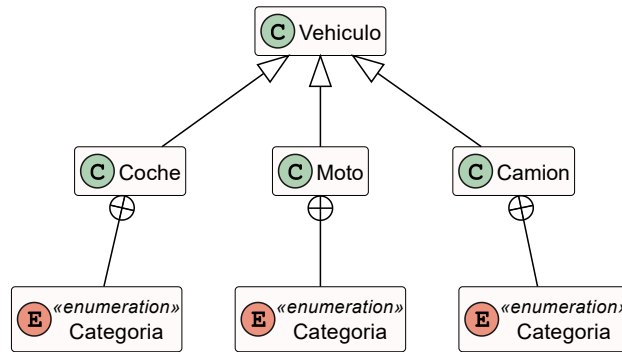 C Vehiculo
C Coche
C Moto
C Camion
E «enumeration»
Categoria
E «enumeration»
Categoria
E «enumeration»
Categoria